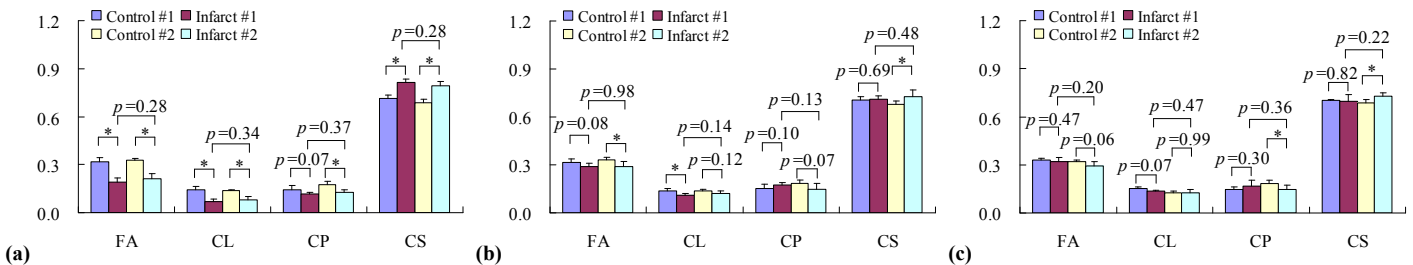 Control #1 Infarct #1
Control #2 Infarct #2
1.2
0.9
0.6
0.3
0.0
p=0.28
* *
p=0.34
* *
p=0.37
p=0.07 *
p=0.28
* *
FA CL CP CS
(a)
Control #1 Infarct #1
Control #2 Infarct #2
1.2
0.9
0.6
0.3
0.0
p=0.98
p=0.08 *
p=0.14
* p=0.12
p=0.13
p=0.10
p=0.07
p=0.48
p=0.69 *
FA CL CP CS
(b)
Control #1 Infarct #1
Control #2 Infarct #2
1.2
0.9
0.6
0.3
0.0
p=0.20
p=0.47
p=0.06
p=0.47
p=0.99
p=0.07
p=0.36
*
p=0.30
p=0.22
p=0.82 *
FA CL CP CS
(c)